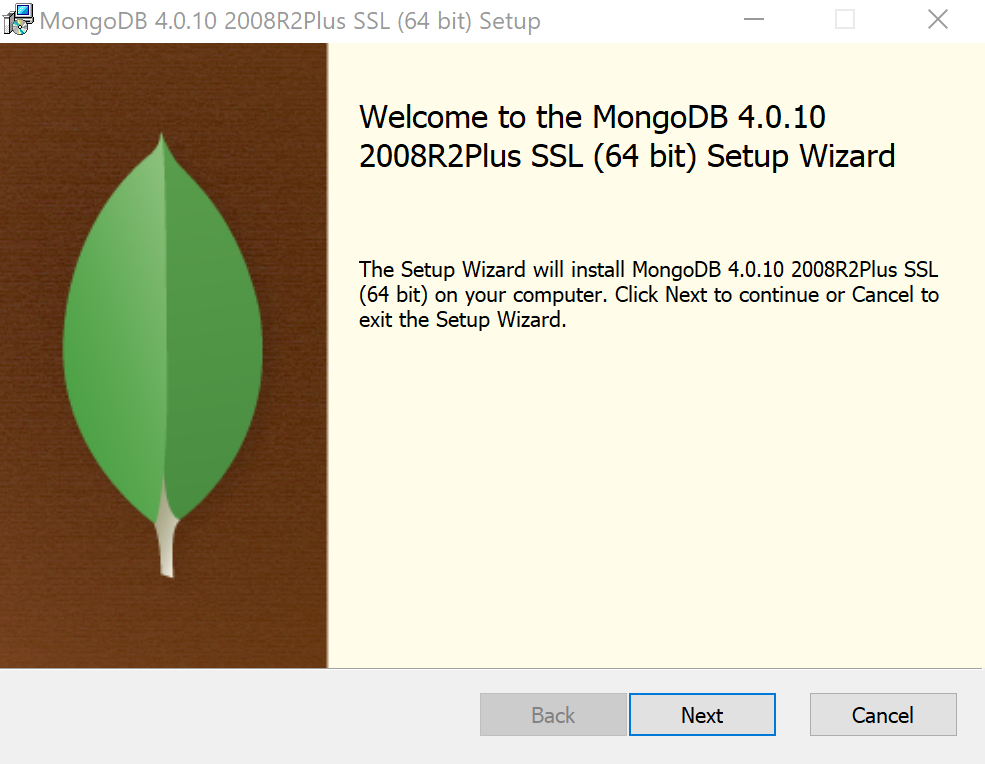 MongoDB 4.0.10 2008R2Plus SSL (64 bit) Setup
Welcome to the MongoDB 4.0.10
2008R2Plus SSL (64 bit) Setup Wizard
The Setup Wizard will install MongoDB 4.0.10 2008R2Plus SSL
(64 bit) on your computer. Click Next to continue or Cancel to
exit the Setup Wizard.
Back
Next
Cancel